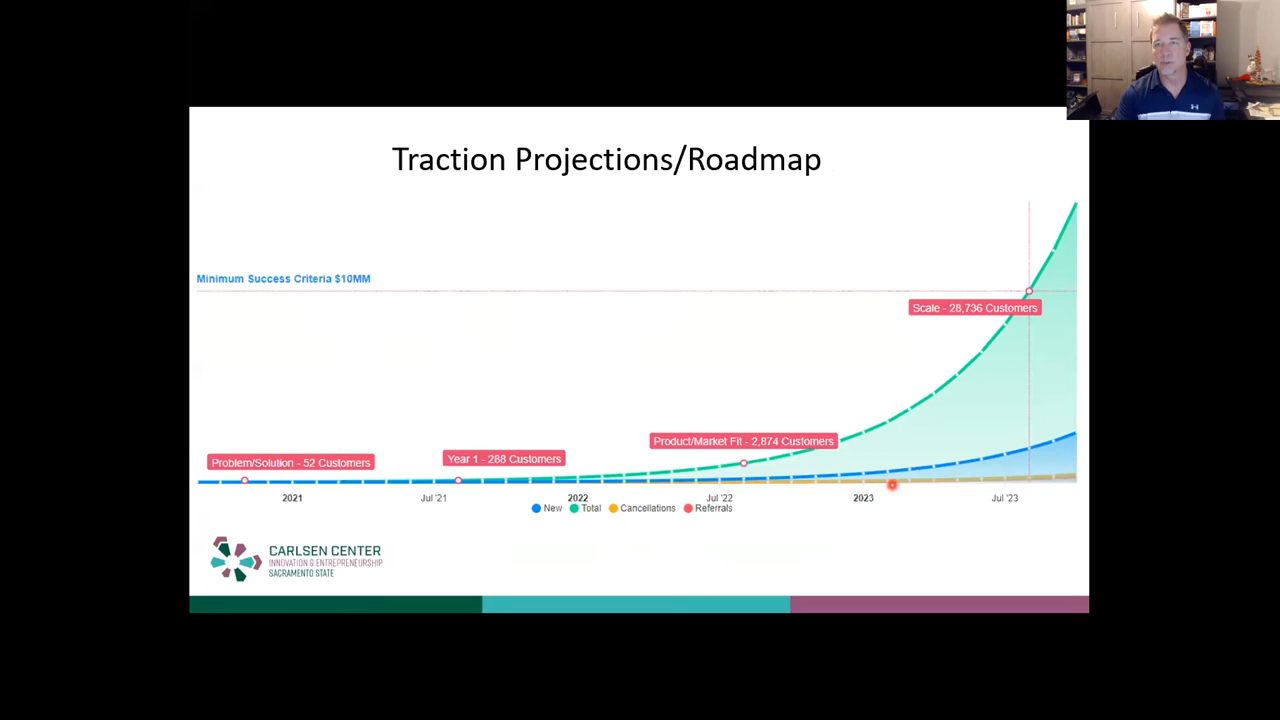 Traction Projections/Roadmap
Minimum Success Criteria $10MM
Scale - 28,736 Customers
Product/Market Fit - 2,874 Customers
Year 1 - 288 Customers
Problem/Solution - 52 Customers
2021
Jul '21
2022
Jul '22
2023
Jul '23
New
Total
Cancellations
Referrals
CARLSEN CENTER
INNOVATION & ENTREPRENEURSHIP
SACRAMENTO STATE